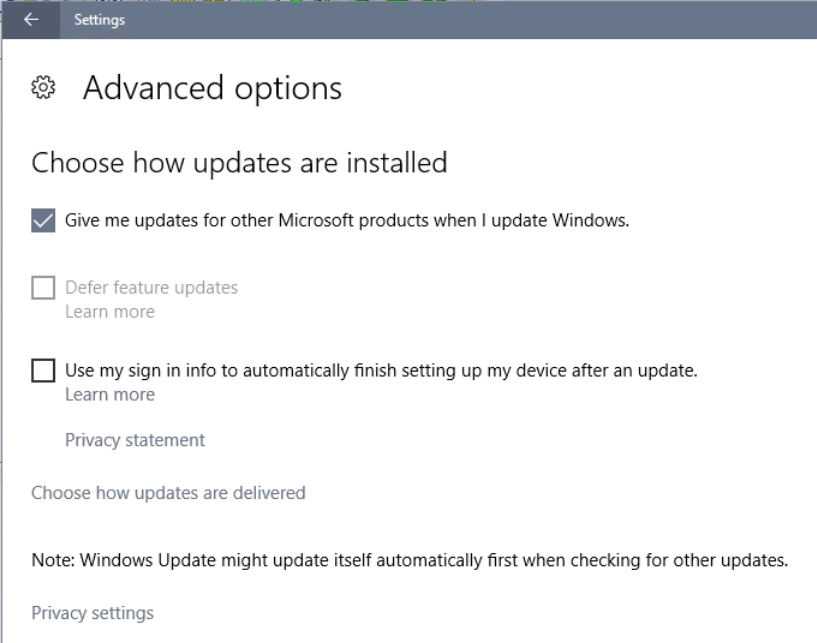 Settings
Advanced options
Choose how updates are installed
Give me updates for other Microsoft products when I update Windows.
Defer feature updates
Learn more
Use my sign in info to automatically finish setting up my device after an update.
Learn more
Privacy statement
Choose how updates are delivered
Note: Windows Update might update itself automatically first when checking for other updates.
Privacy settings